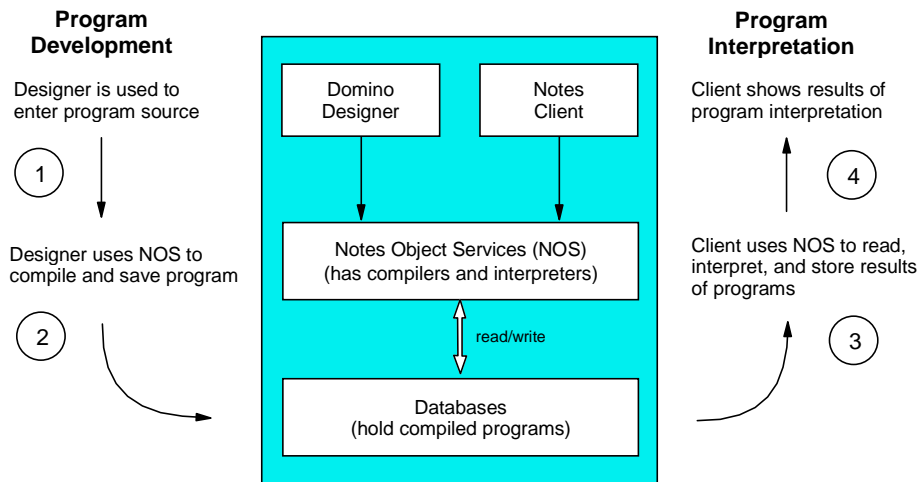 Program
Development
Designer is used to
enter program source
1
Designer uses NOS to
compile and save program
2
Domino
Designer
Notes
Client
Notes Object Services (NOS)
(has compilers and interpreters)
read/write
Databases
(hold compiled programs)
Program
Interpretation
Client shows results of
program interpretation
4
Client uses NOS to read,
interpret, and store results
of programs
3